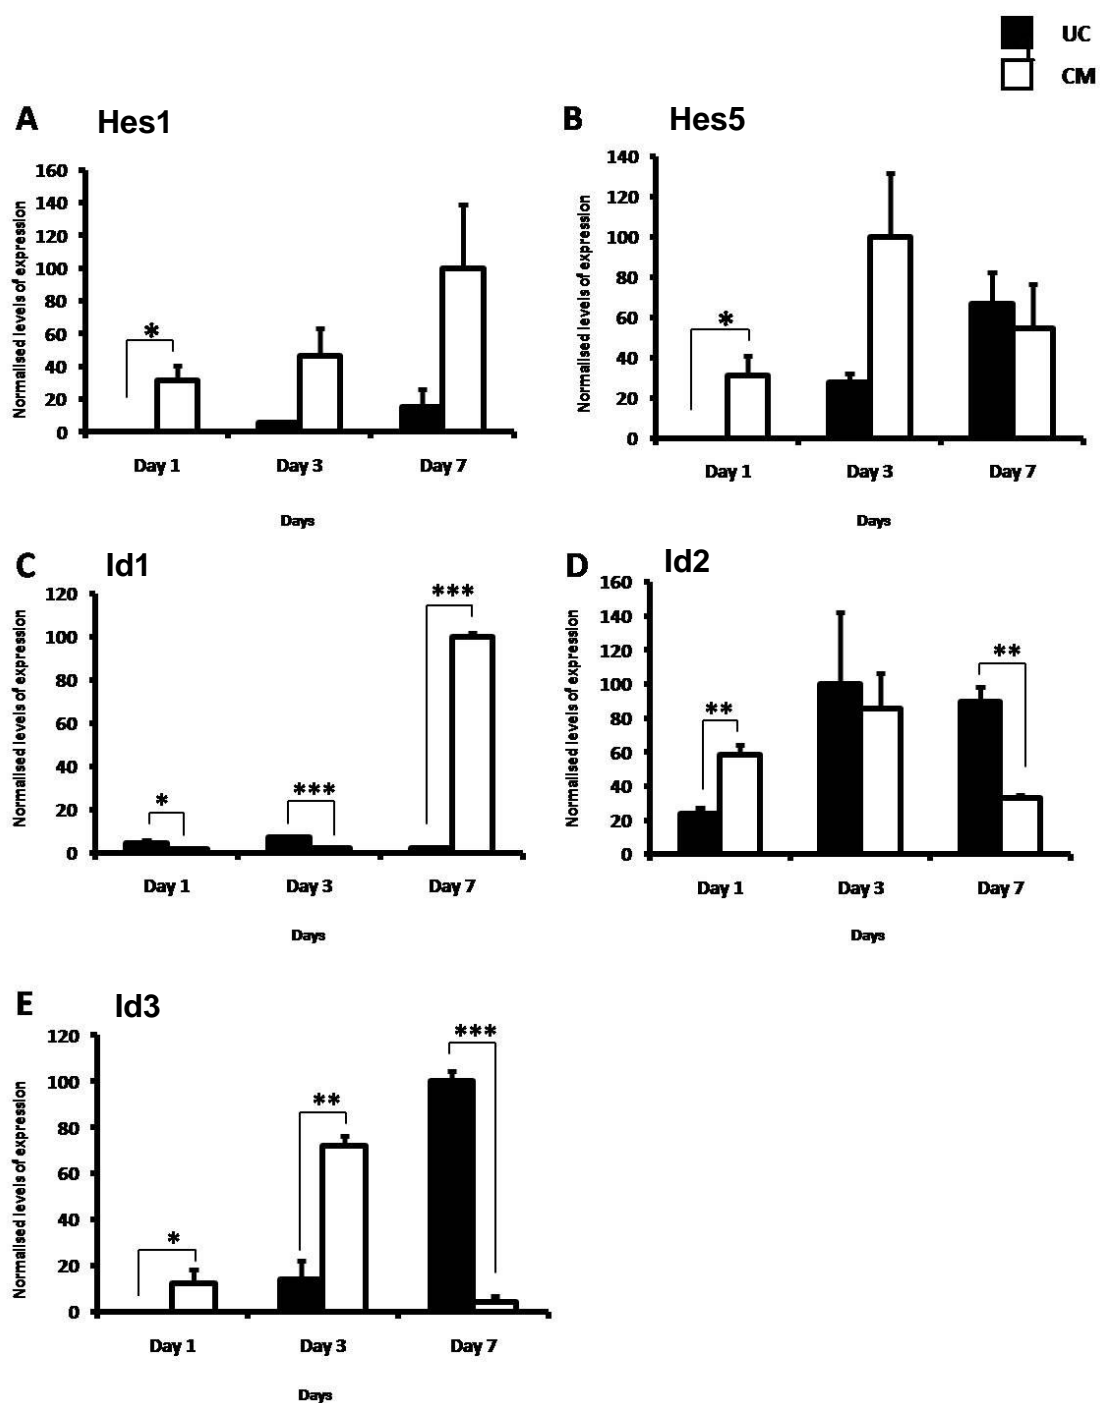 UC
CM
A Hes1
Normalised levels of expression
160
140
120
100
80
60
40
20
0
*
Day 1 Day 3 Day 7
Days
B Hes5
Normalised levels of expression
140
120
100
80
60
40
20
0
*
Day 1 Day 3 Day 7
Days
C Id1
Normalised levels of expression
120
100
80
60
40
20
0
* *** ***
Day 1 Day 3 Day 7
Days
D Id2
Normalised levels of expression
160
140
120
100
80
60
40
20
0
** **
Day 1 Day 3 Day 7
Days
E Id3
Normalised levels of expression
120
100
80
60
40
20
0
* ** ***
Day 1 Day 3 Day 7
Days